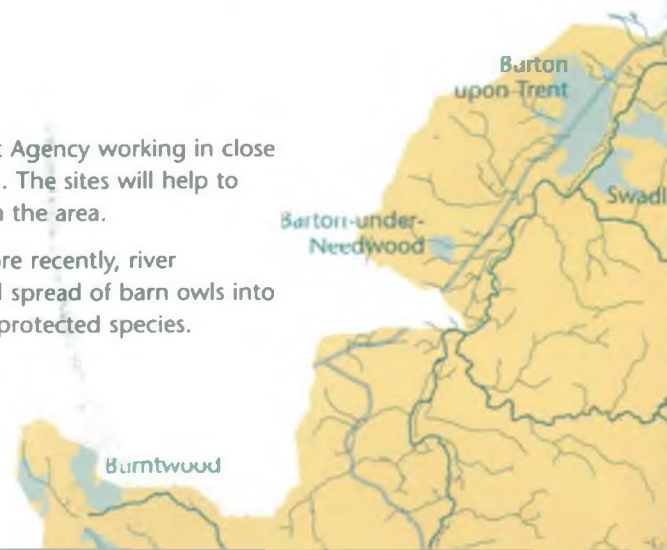 t Agency working in close
. The sites will help to
n the area.
ore recently, river
l spread of barn owls into
protected species.
Burton
upon Trent
Swadl
Barton-under-
Needwood
Burntwood